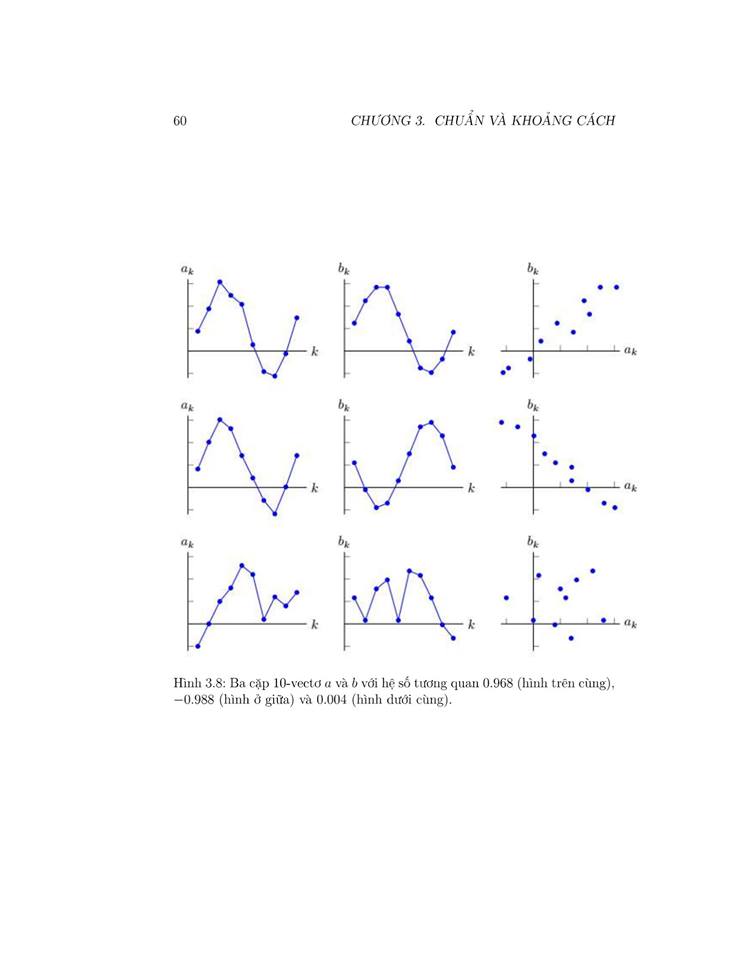 60 CHƯƠNG 3. CHUẨN VÀ KHOẢNG CÁCH
a_k b_k b_k
k k a_k
a_k b_k b_k
k k a_k
a_k b_k b_k
k k a_k
Hình 3.8: Ba cặp 10-vectơ a và b với hệ số tương quan 0.968 (hình trên cùng),
−0.988 (hình ở giữa) và 0.004 (hình dưới cùng).